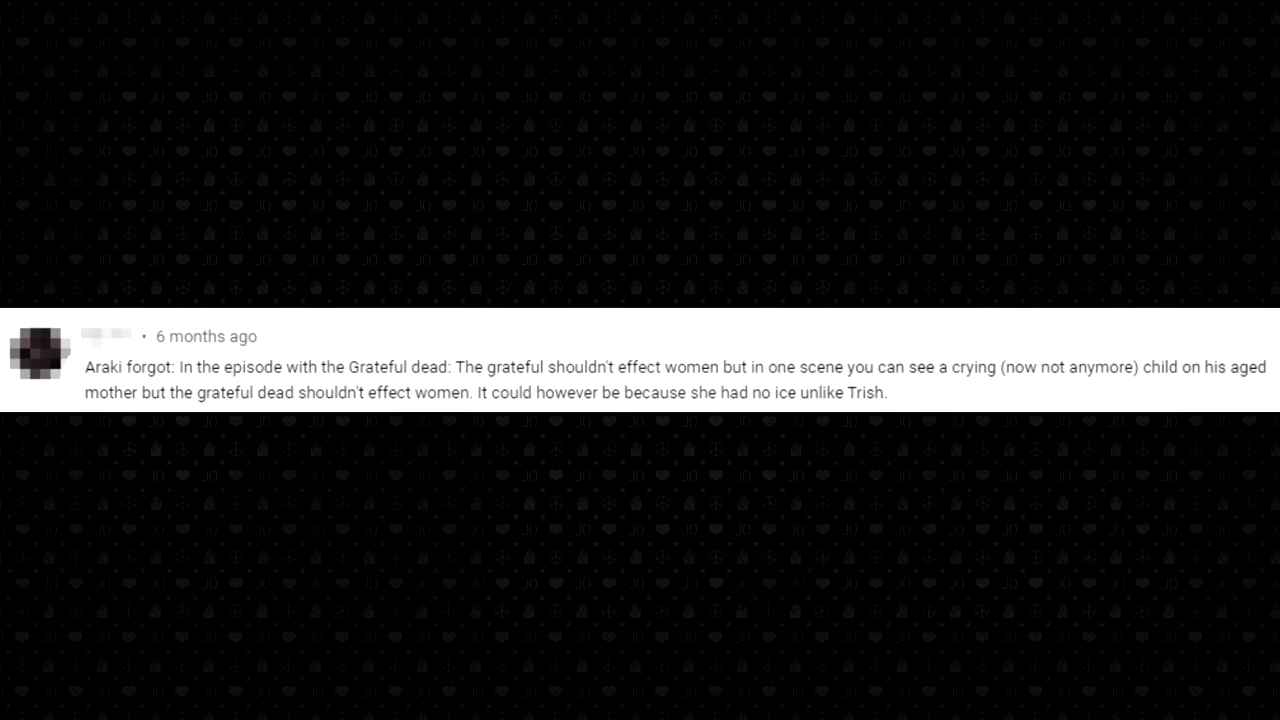 • 6 months ago
Araki forgot: In the episode with the Grateful dead: The grateful shouldn't effect women but in one scene you can see a crying (now not anymore) child on his aged
mother but the grateful dead shouldn't effect women. It could however be because she had no ice unlike Trish.